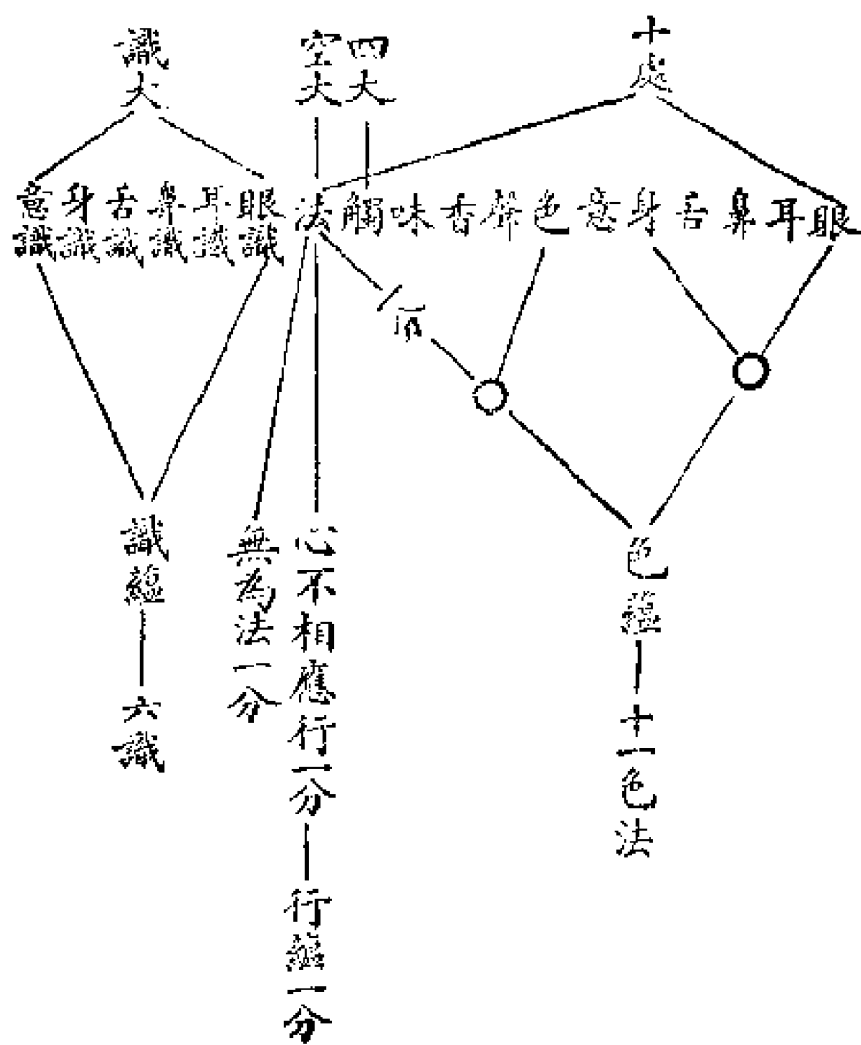 十處
四大
空大
識大
眼耳鼻舌身意色聲香味觸法
眼識
耳識
鼻識
舌識
身識
意識
色蘊
十一色法
心不相應行一分
行蘊一分
無為法一分
識蘊
六識